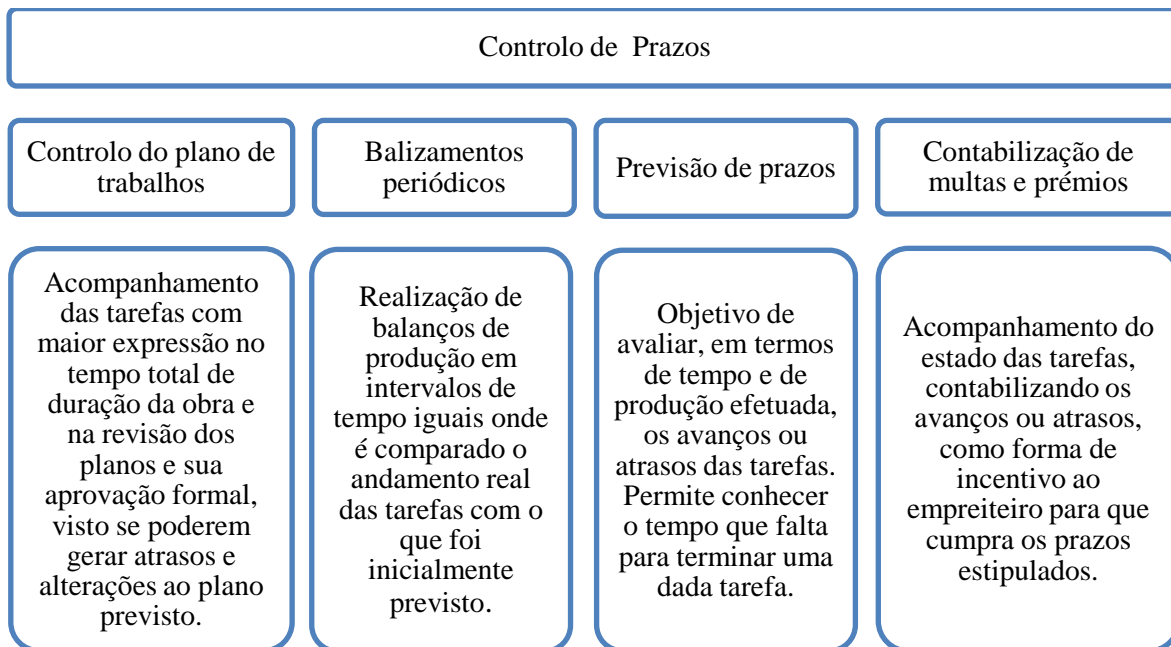 Controlo de Prazos
Controlo do plano de
trabalhos
Balizamentos
periódicos
Previsão de prazos
Contabilização de
multas e prémios
Acompanhamento
das tarefas com
maior expressão no
tempo total de
duração da obra e
na revisão dos
planos e sua
aprovação formal,
visto se poderem
gerar atrasos e
alterações ao plano
previsto.
Realização de
balanços de
produção em
intervalos de
tempo iguais onde
é comparado o
andamento real
das tarefas com o
que foi
inicialmente
previsto.
Objetivo de
avaliar, em termos
de tempo e de
produção efetuada,
os avanços ou
atrasos das tarefas.
Permite conhecer
o tempo que falta
para terminar uma
dada tarefa.
Acompanhamento do
estado das tarefas,
contabilizando os
avanços ou atrasos,
como forma de
incentivo ao
empreiteiro para que
cumpra os prazos
estipulados.